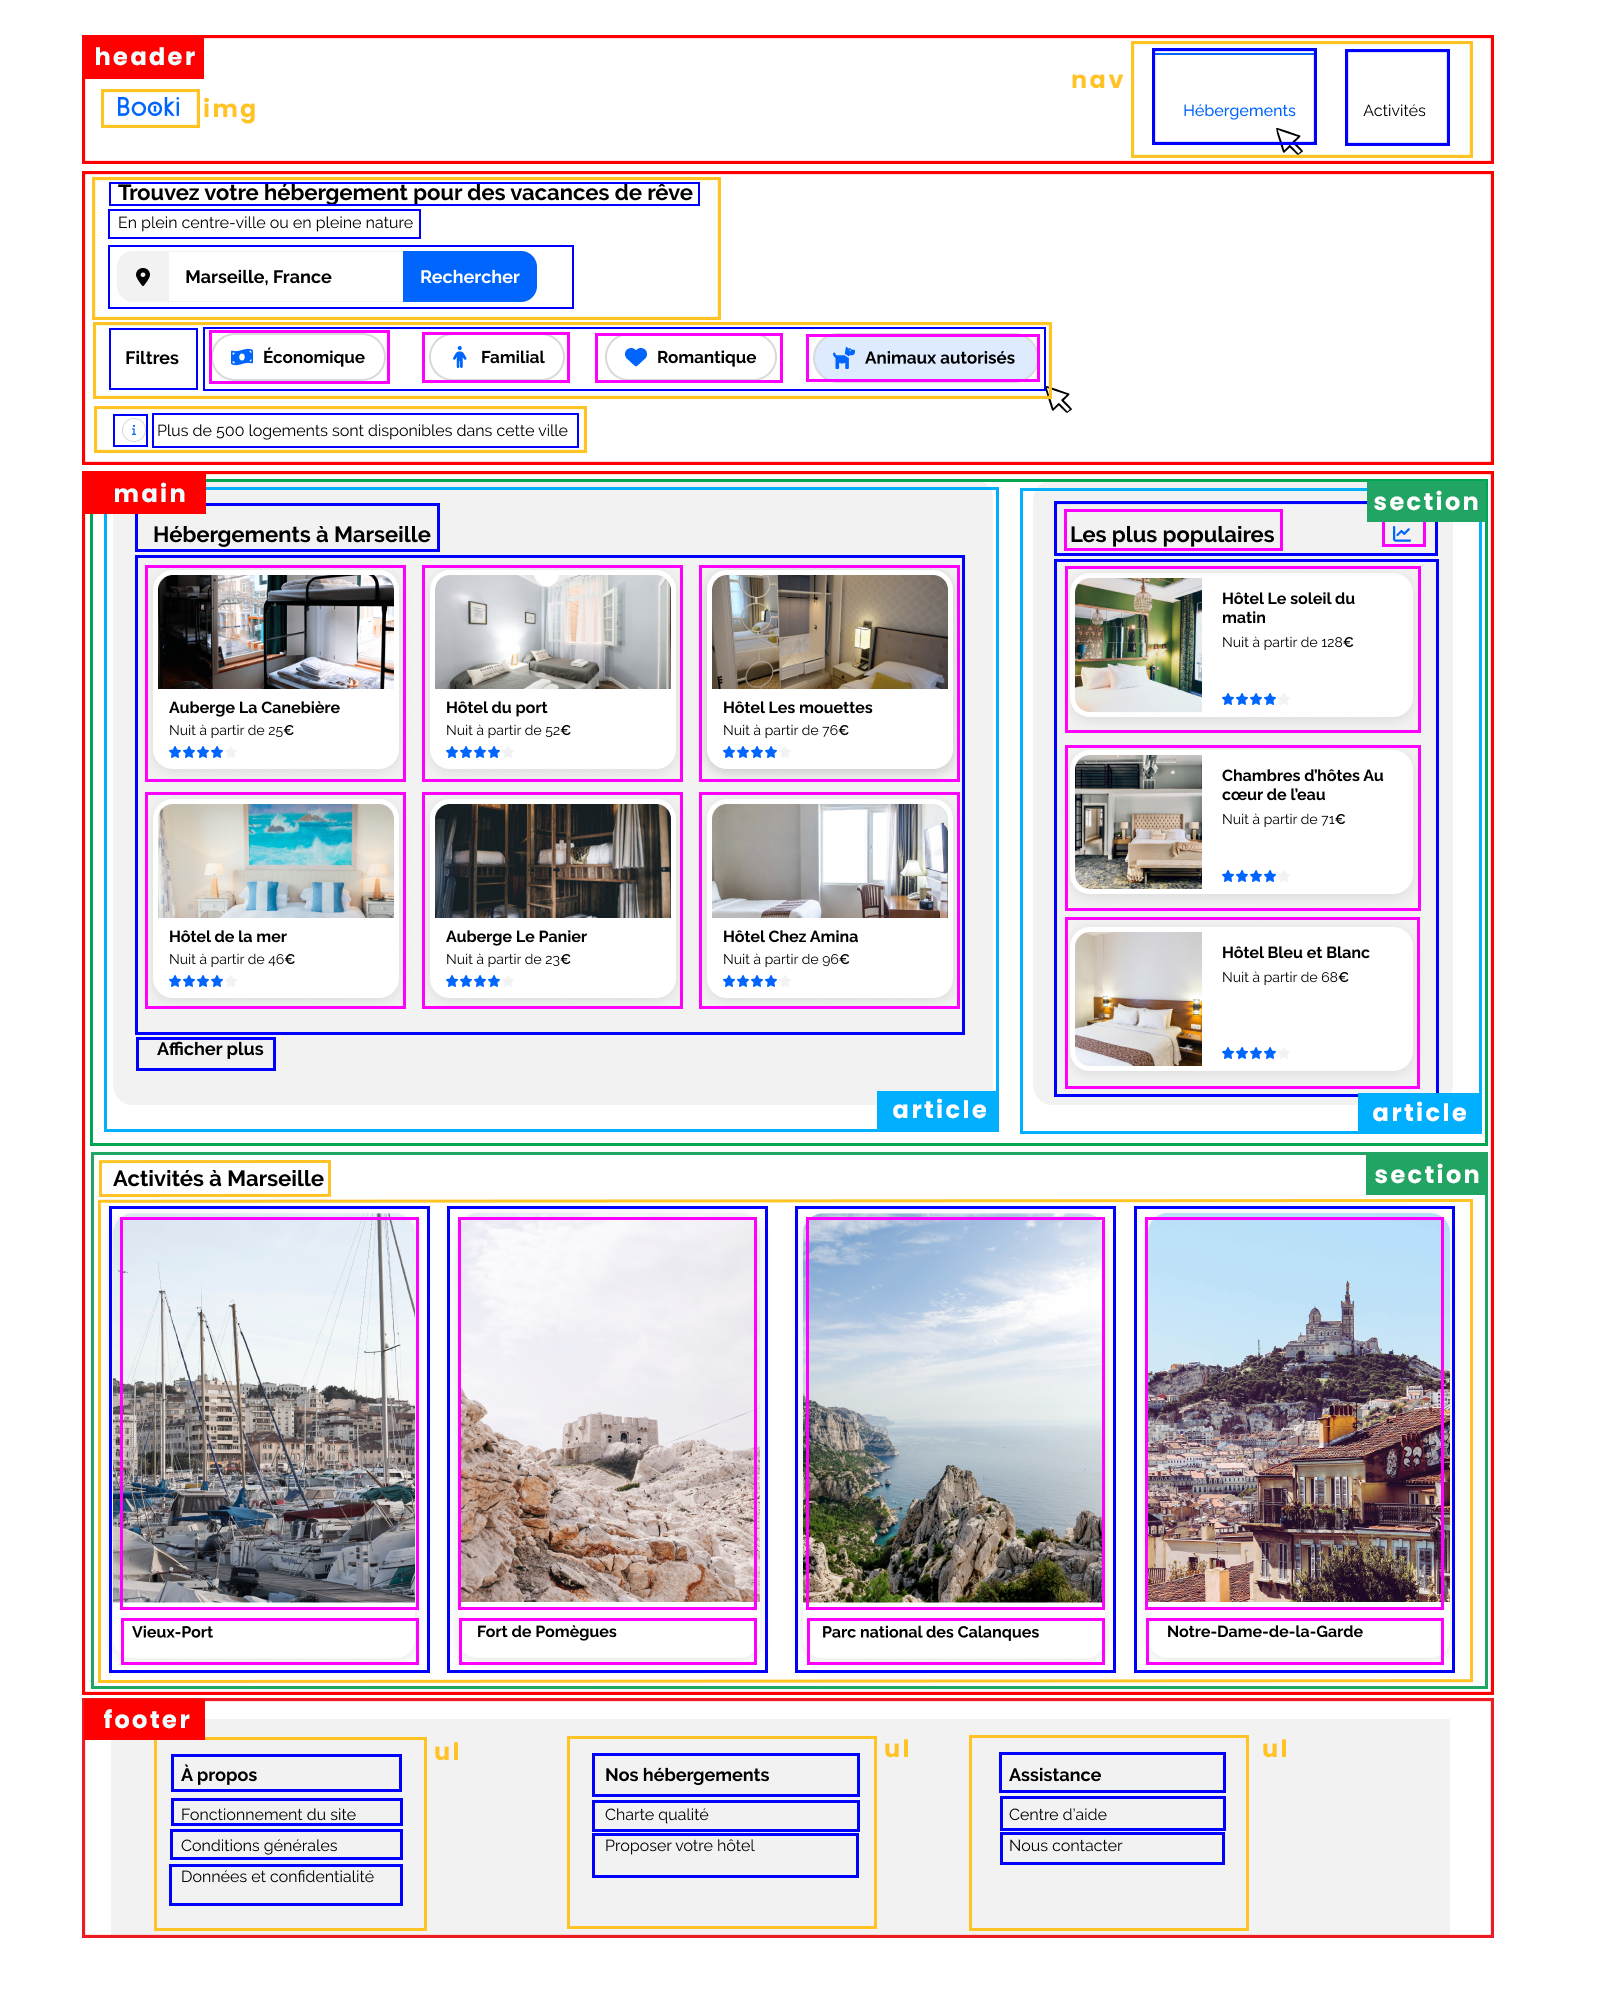 header
nav
Booki
img
Hébergements
Activités
Trouvez votre hébergement pour des vacances de rêve
En plein centre-ville ou en pleine nature
Marseille, France
Rechercher
Filtres
Économique
Familial
Romantique
Animaux autorisés
i
Plus de 500 logements sont disponibles dans cette ville
main
section
Hébergements à Marseille
Auberge La Canebière
Nuit à partir de 25€
Hôtel du port
Nuit à partir de 52€
Hôtel Les mouettes
Nuit à partir de 76€
Hôtel de la mer
Nuit à partir de 46€
Auberge Le Panier
Nuit à partir de 23€
Hôtel Chez Amina
Nuit à partir de 96€
Afficher plus
article
Les plus populaires
Hôtel Le soleil du
matin
Nuit à partir de 128€
Chambres d'hôtes Au
cœur de l'eau
Nuit à partir de 71€
Hôtel Bleu et Blanc
Nuit à partir de 68€
article
Activités à Marseille
section
Vieux-Port
Fort de Pomègues
Parc national des Calanques
Notre-Dame-de-la-Garde
footer
ul
À propos
Fonctionnement du site
Conditions générales
Données et confidentialité
ul
Nos hébergements
Charte qualité
Proposer votre hôtel
ul
Assistance
Centre d'aide
Nous contacter